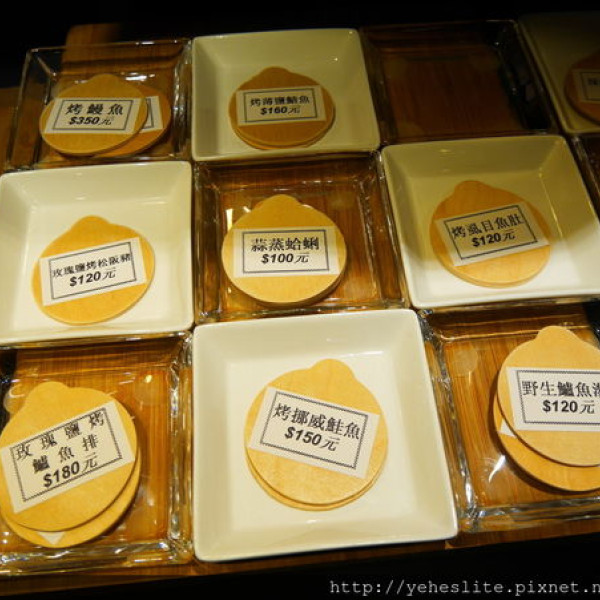 烤鰻魚
$350元
烤薄鹽鯖魚
$160元
玫瑰鹽烤松阪豬
$120元
蒜蒸蛤蜊
$100元
烤虱目魚肚
$120元
玫瑰鹽烤
鱸魚排
$180元
烤挪威鮭魚
$150元
野生鱸魚湯
$120元
http://yeheslite.pixnet.n